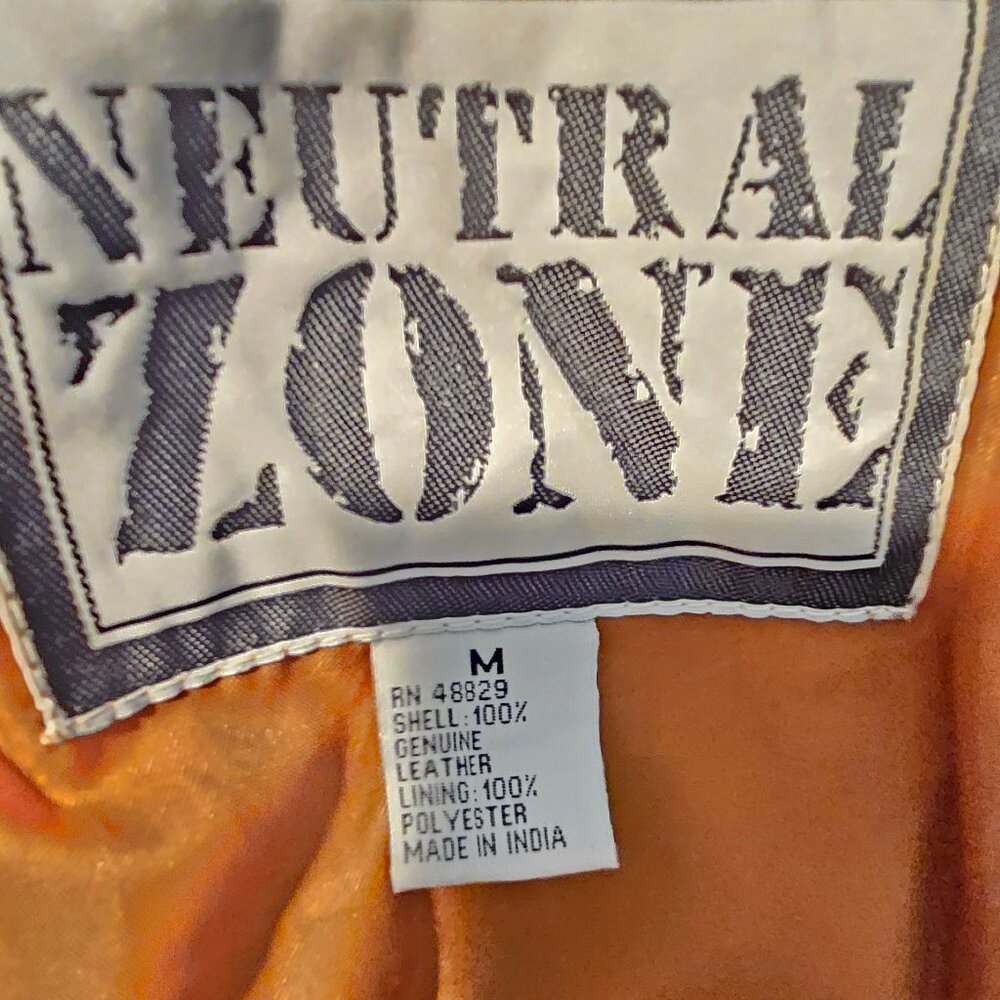 NEUTRAL
ZONE
M
RN 48829
SHELL:100%
GENUINE
LEATHER
LINING:100%
POLYESTER
MADE IN INDIA